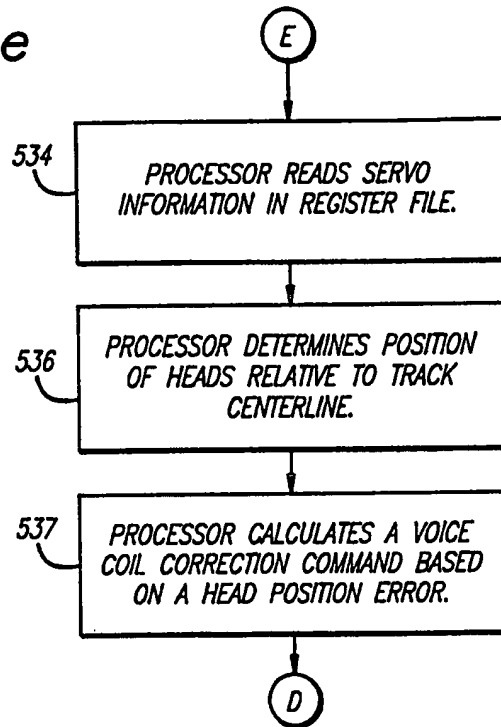 e
E
534
PROCESSOR READS SERVO
INFORMATION IN REGISTER FILE.
536
PROCESSOR DETERMINES POSITION
OF HEADS RELATIVE TO TRACK
CENTERLINE.
537
PROCESSOR CALCULATES A VOICE
COIL CORRECTION COMMAND BASED
ON A HEAD POSITION ERROR.
D